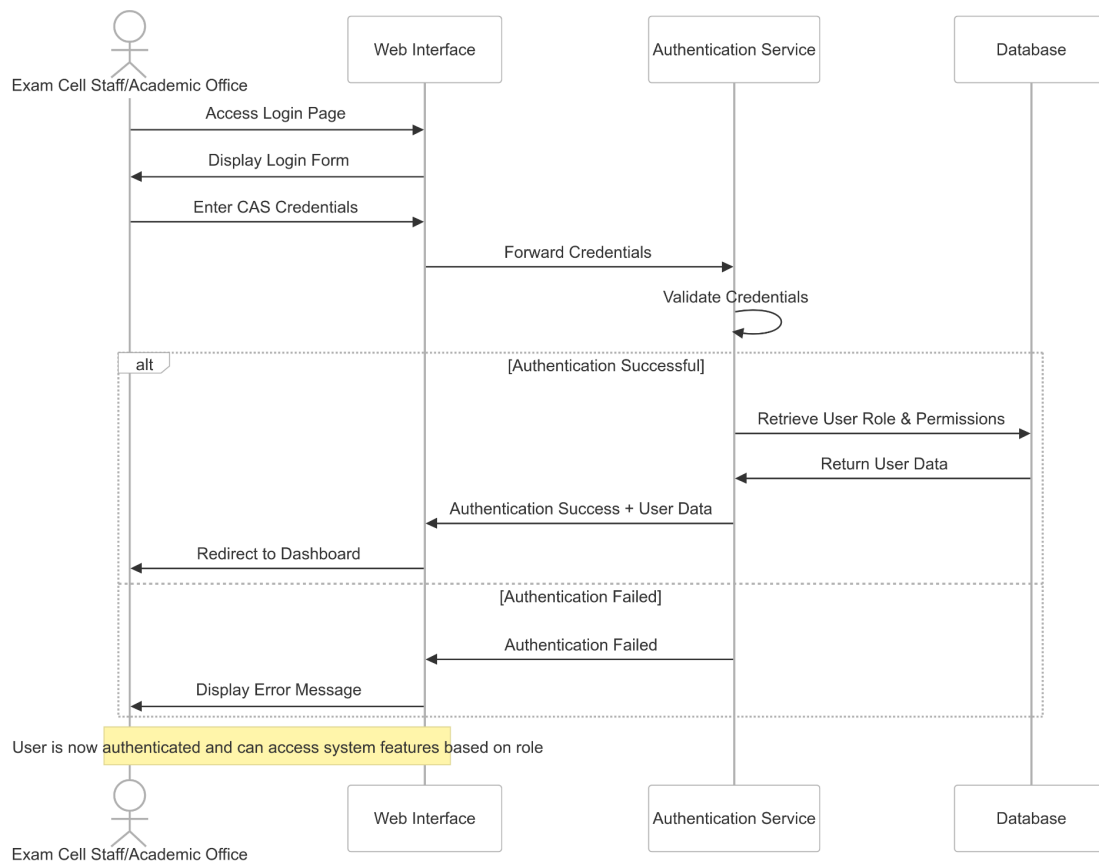 Web Interface
Authentication Service
Database
Exam Cell Staff/Academic Office
Access Login Page
Display Login Form
Enter CAS Credentials
Forward Credentials
Validate Credentials
alt
[Authentication Successful]
Retrieve User Role & Permissions
Return User Data
Authentication Success + User Data
Redirect to Dashboard
[Authentication Failed]
Authentication Failed
Display Error Message
User is now authenticated and can access system features based on role
Web Interface
Authentication Service
Database
Exam Cell Staff/Academic Office